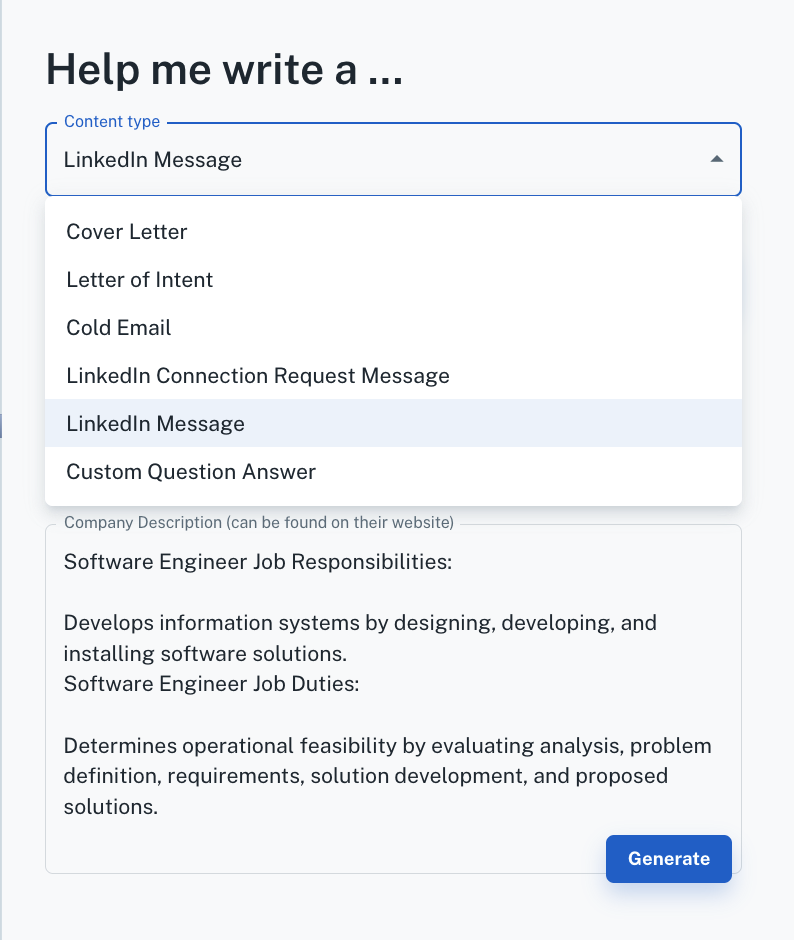 Help me write a ...
Content type
LinkedIn Message
Cover Letter
Letter of Intent
Cold Email
LinkedIn Connection Request Message
LinkedIn Message
Custom Question Answer
Company Description (can be found on their website)
Software Engineer Job Responsibilities:
Develops information systems by designing, developing, and
installing software solutions.
Software Engineer Job Duties:
Determines operational feasibility by evaluating analysis, problem
definition, requirements, solution development, and proposed
solutions.
Generate